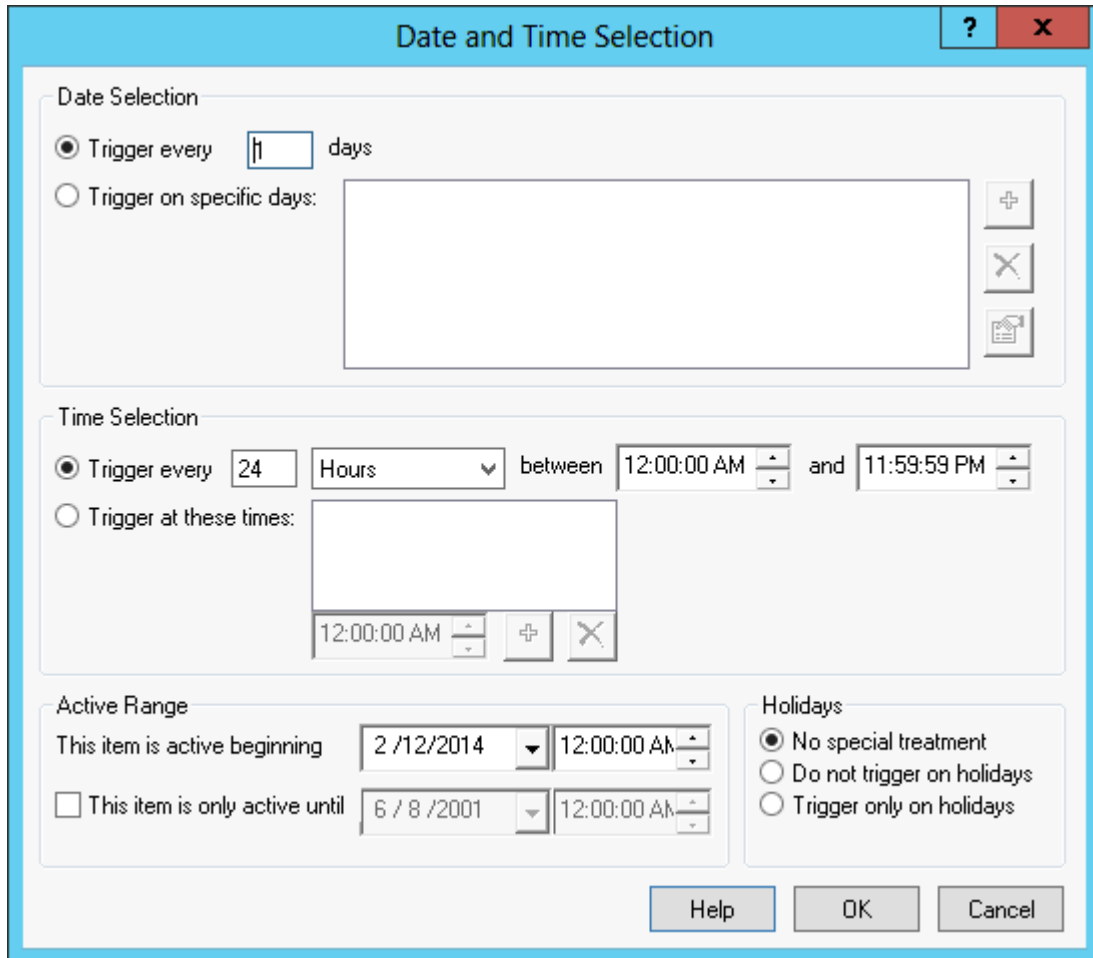 Date and Time Selection ? x
Date Selection
Trigger every 1 days
Trigger on specific days:
Time Selection
Trigger every 24 Hours between 12:00:00 AM and 11:59:59 PM
Trigger at these times:
12:00:00 AM
Active Range
This item is active beginning 2 /12/2014 12:00:00 AM
This item is only active until 6 / 8 /2001 12:00:00 AM
Holidays
No special treatment
Do not trigger on holidays
Trigger only on holidays
Help OK Cancel